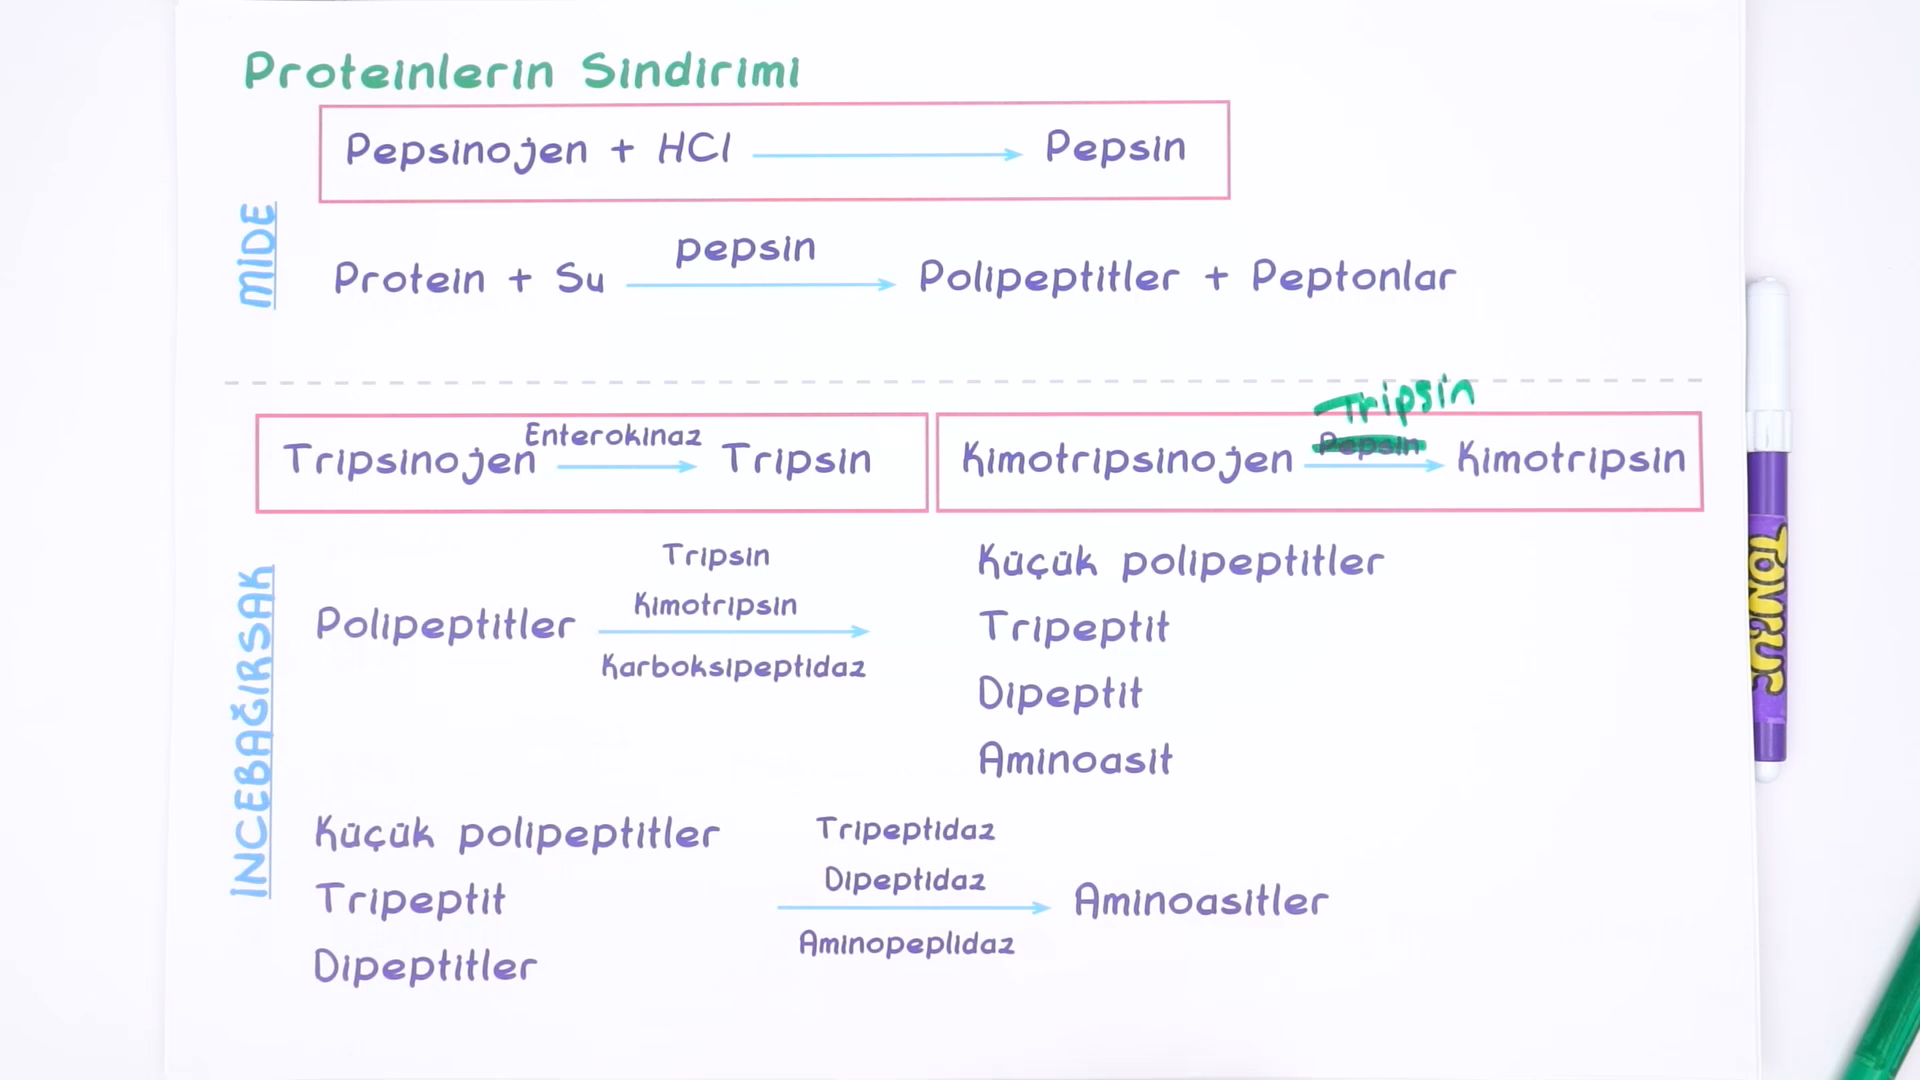 Proteinlerin Sindirimi
Pepsinojen + HCl Pepsin
MİDE
pepsin
Protein + Su Polipeptitler + Peptonlar
Tripsin
Enterokinaz
Pepsin
Tripsinojen Tripsin
Kimotripsinojen Kimotripsin
İNCEBAĞIRSAK
Tripsin
Kimotripsin
Polipeptitler
Karboksipeptidaz
Küçük polipeptitler
Tripeptit
Dipeptit
Aminoasit
Küçük polipeptitler
Tripeptit
Dipeptitler
Tripeptidaz
Dipeptidaz
Aminopeplidaz
Aminoasitler
TONGUÇ